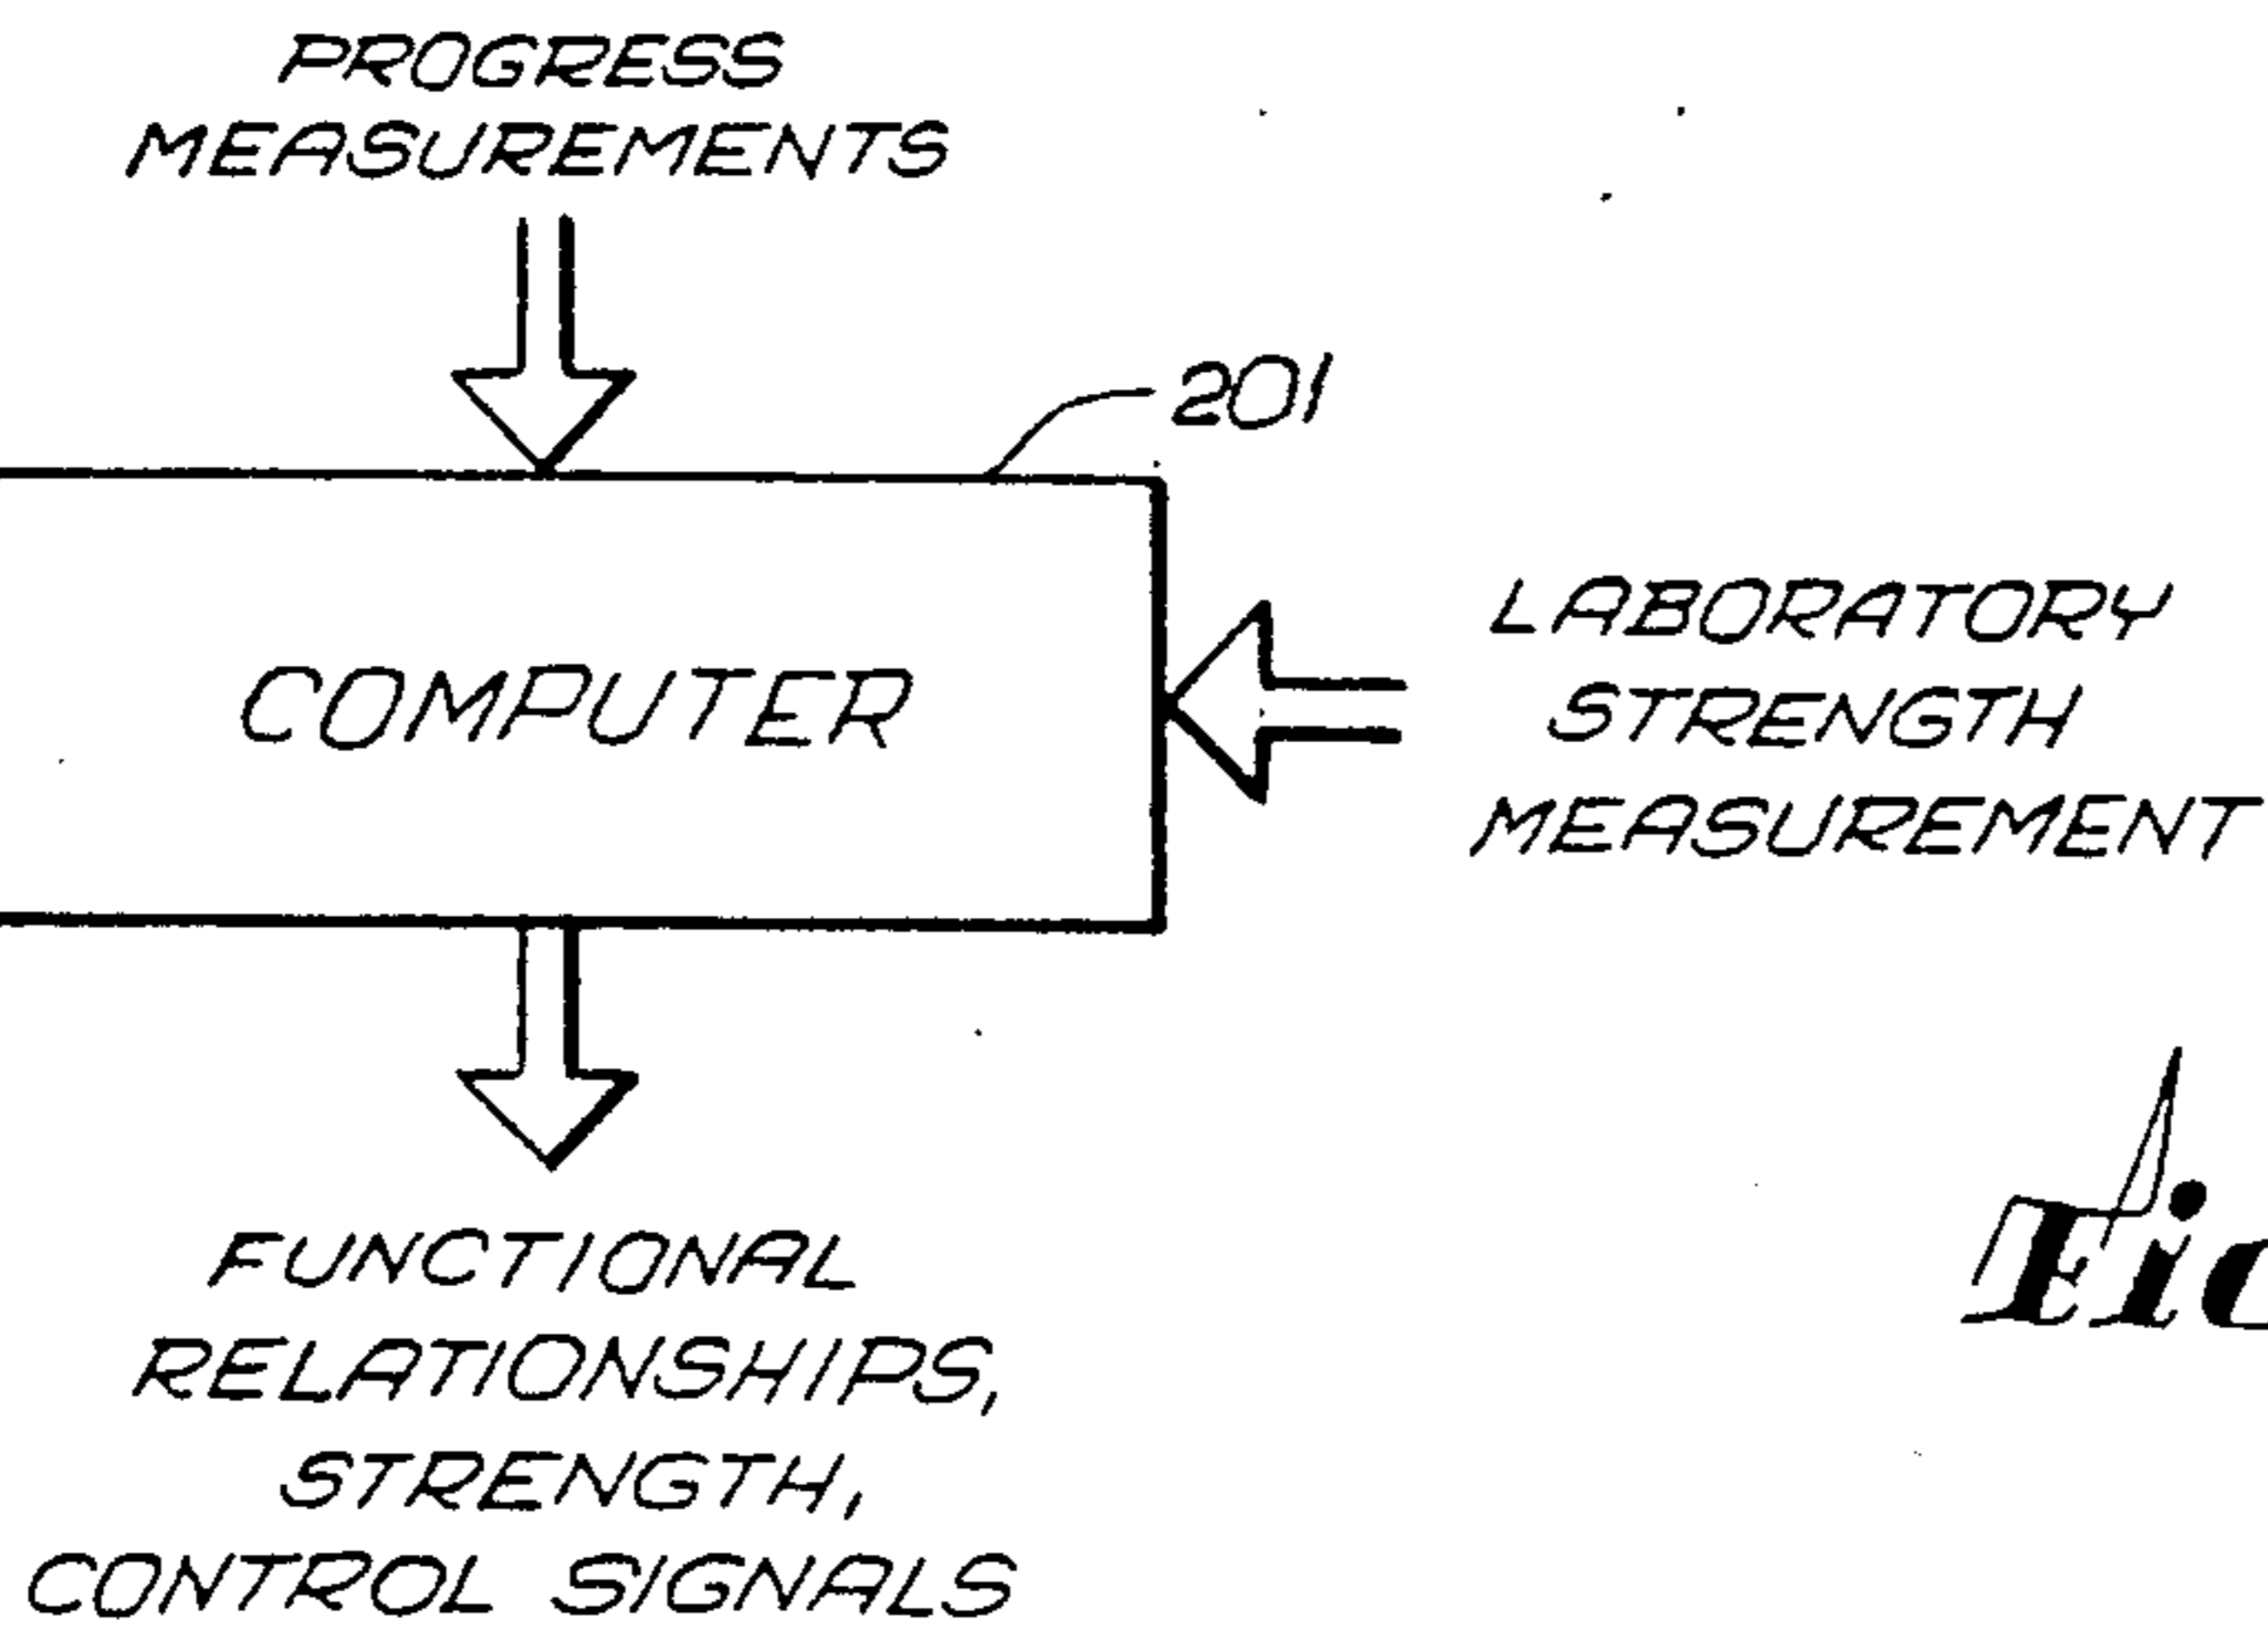 PROGRESS
MEASUREMENTS
201
COMPUTER
LABORATORY
STRENGTH
MEASUREMENT
FUNCTIONAL
RELATIONSHIPS,
STRENGTH,
CONTROL SIGNALS